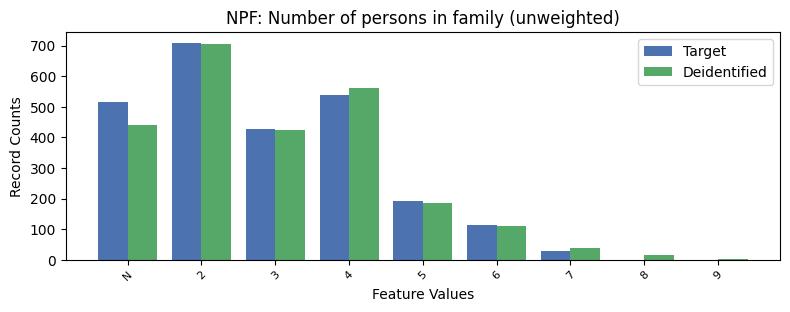 NPF: Number of persons in family (unweighted)
Target
Deidentified
Record Counts
700
600
500
400
300
200
100
0
N 2 3 4 5 6 7 8 9
Feature Values